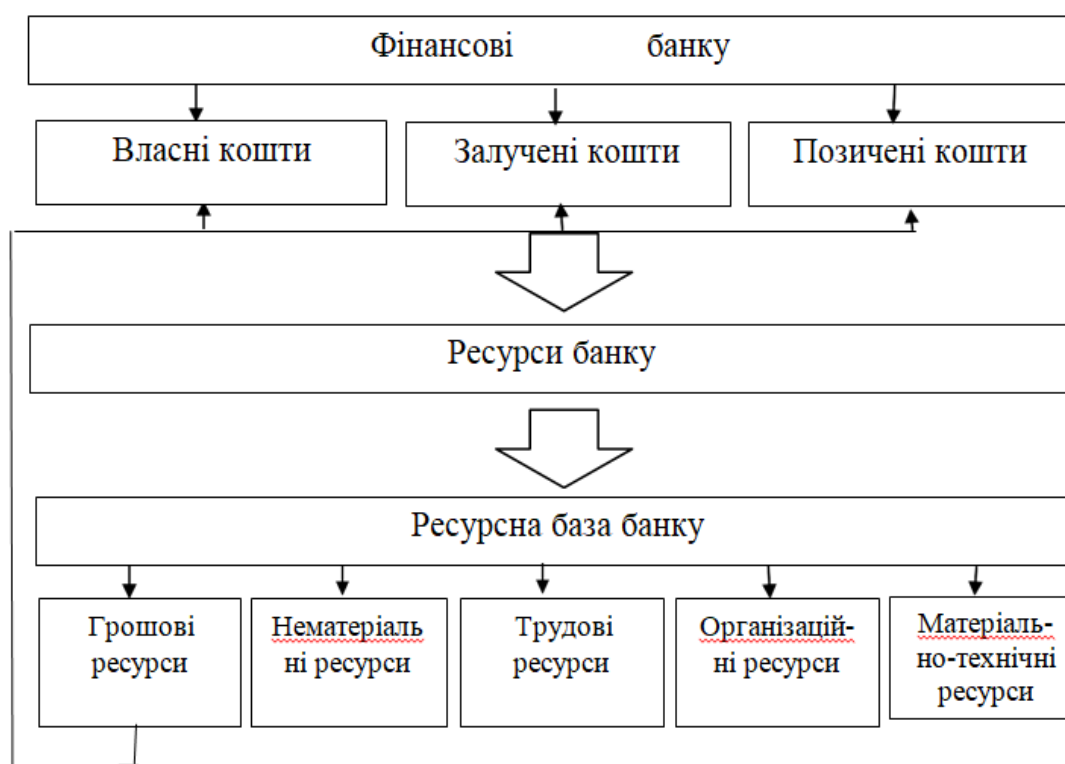 Фінансові банку
Власні кошти
Залучені кошти
Позичені кошти
Ресурси банку
Ресурсна база банку
Грошові
ресурси
Нематеріаль
ні ресурси
Трудові
ресурси
Організацій-
ні ресурси
Матеріаль-
но-технічні
ресурси